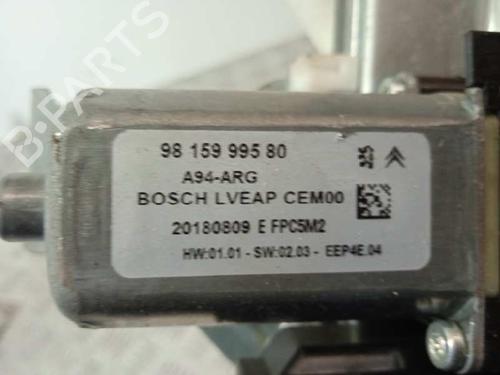 98 159 995 80
A94-ARG
BOSCH LVEAP CEM00
20180809 E FPC5M2
HW:01.01 - SW:02.03 - EEP4E.04
B-PARTS